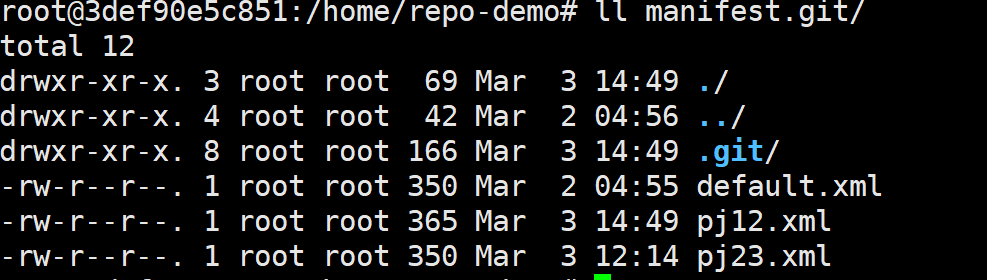 root@3def90e5c851:/home/repo-demo# ll manifest.git/
total 12
drwxr-xr-x. 3 root root  69 Mar  3 14:49 ./
drwxr-xr-x. 4 root root  42 Mar  2 04:56 ../
drwxr-xr-x. 8 root root 166 Mar  3 14:49 .git/
-rw-r--r--. 1 root root 350 Mar  2 04:55 default.xml
-rw-r--r--. 1 root root 365 Mar  3 14:49 pj12.xml
-rw-r--r--. 1 root root 350 Mar  3 12:14 pj23.xml